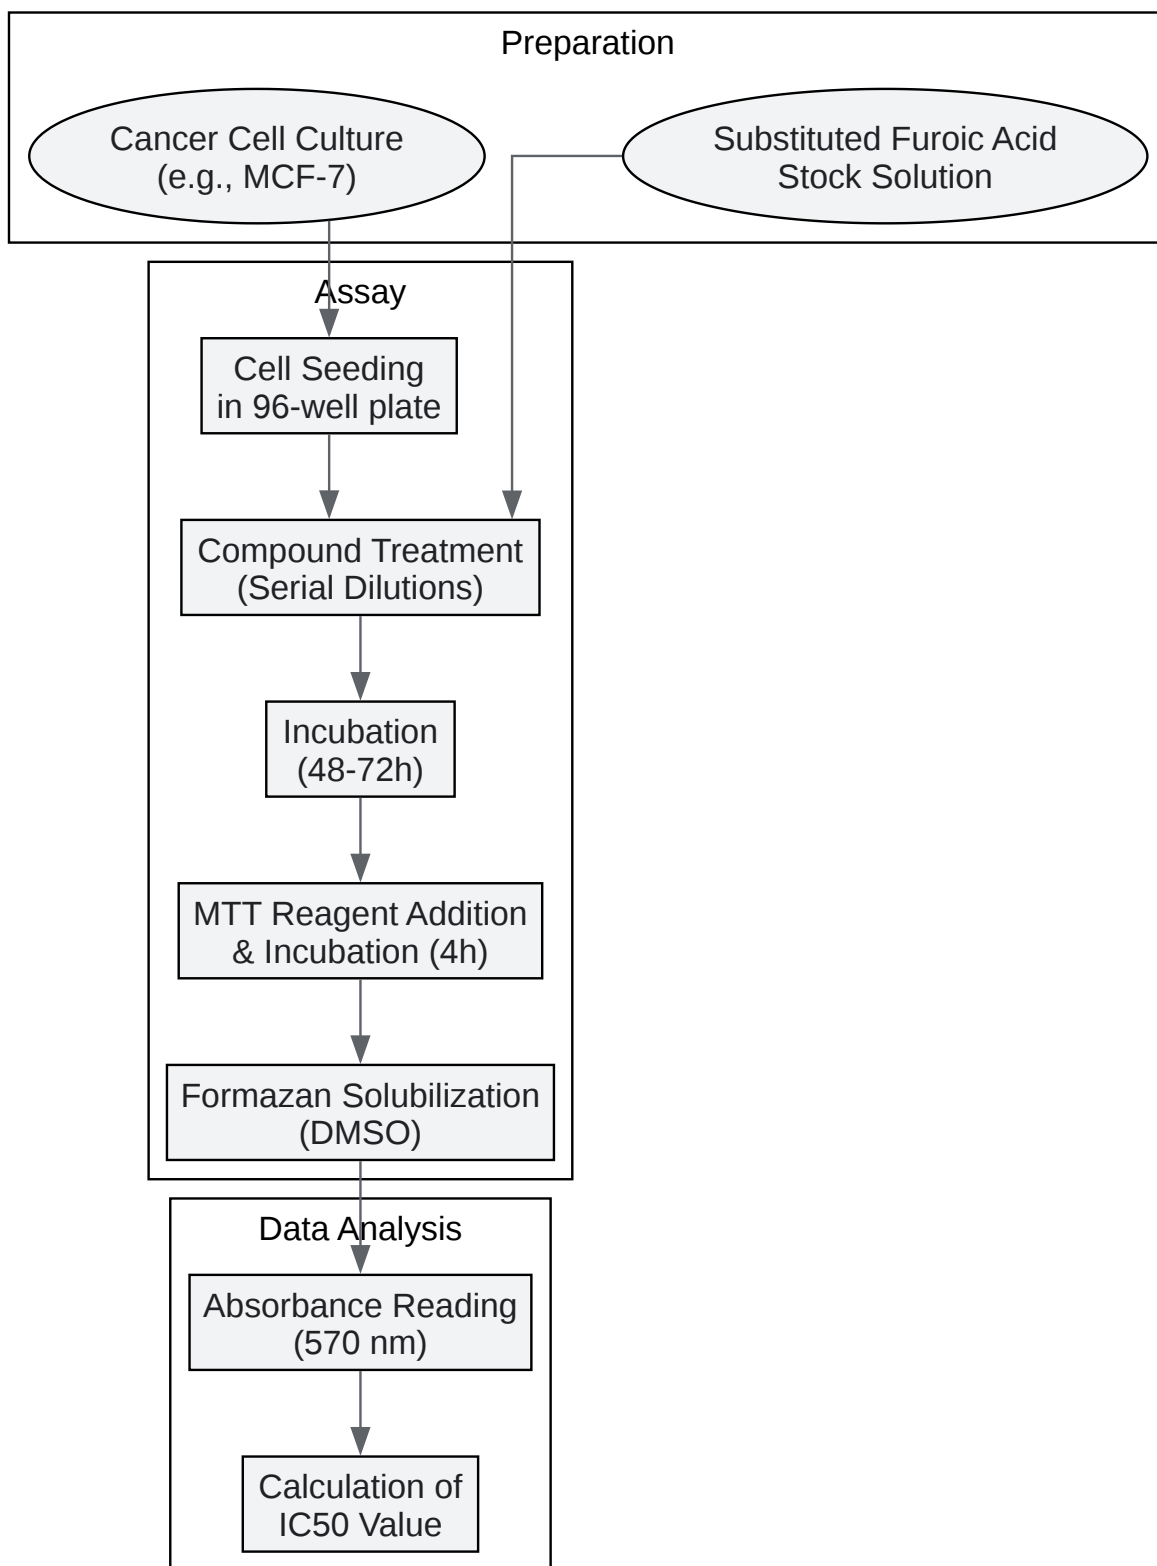 Preparation
Cancer Cell Culture
(e.g., MCF-7)
Substituted Furoic Acid
Stock Solution
Assay
Cell Seeding
in 96-well plate
Compound Treatment
(Serial Dilutions)
Incubation
(48-72h)
MTT Reagent Addition
& Incubation (4h)
Formazan Solubilization
(DMSO)
Data Analysis
Absorbance Reading
(570 nm)
Calculation of
IC50 Value